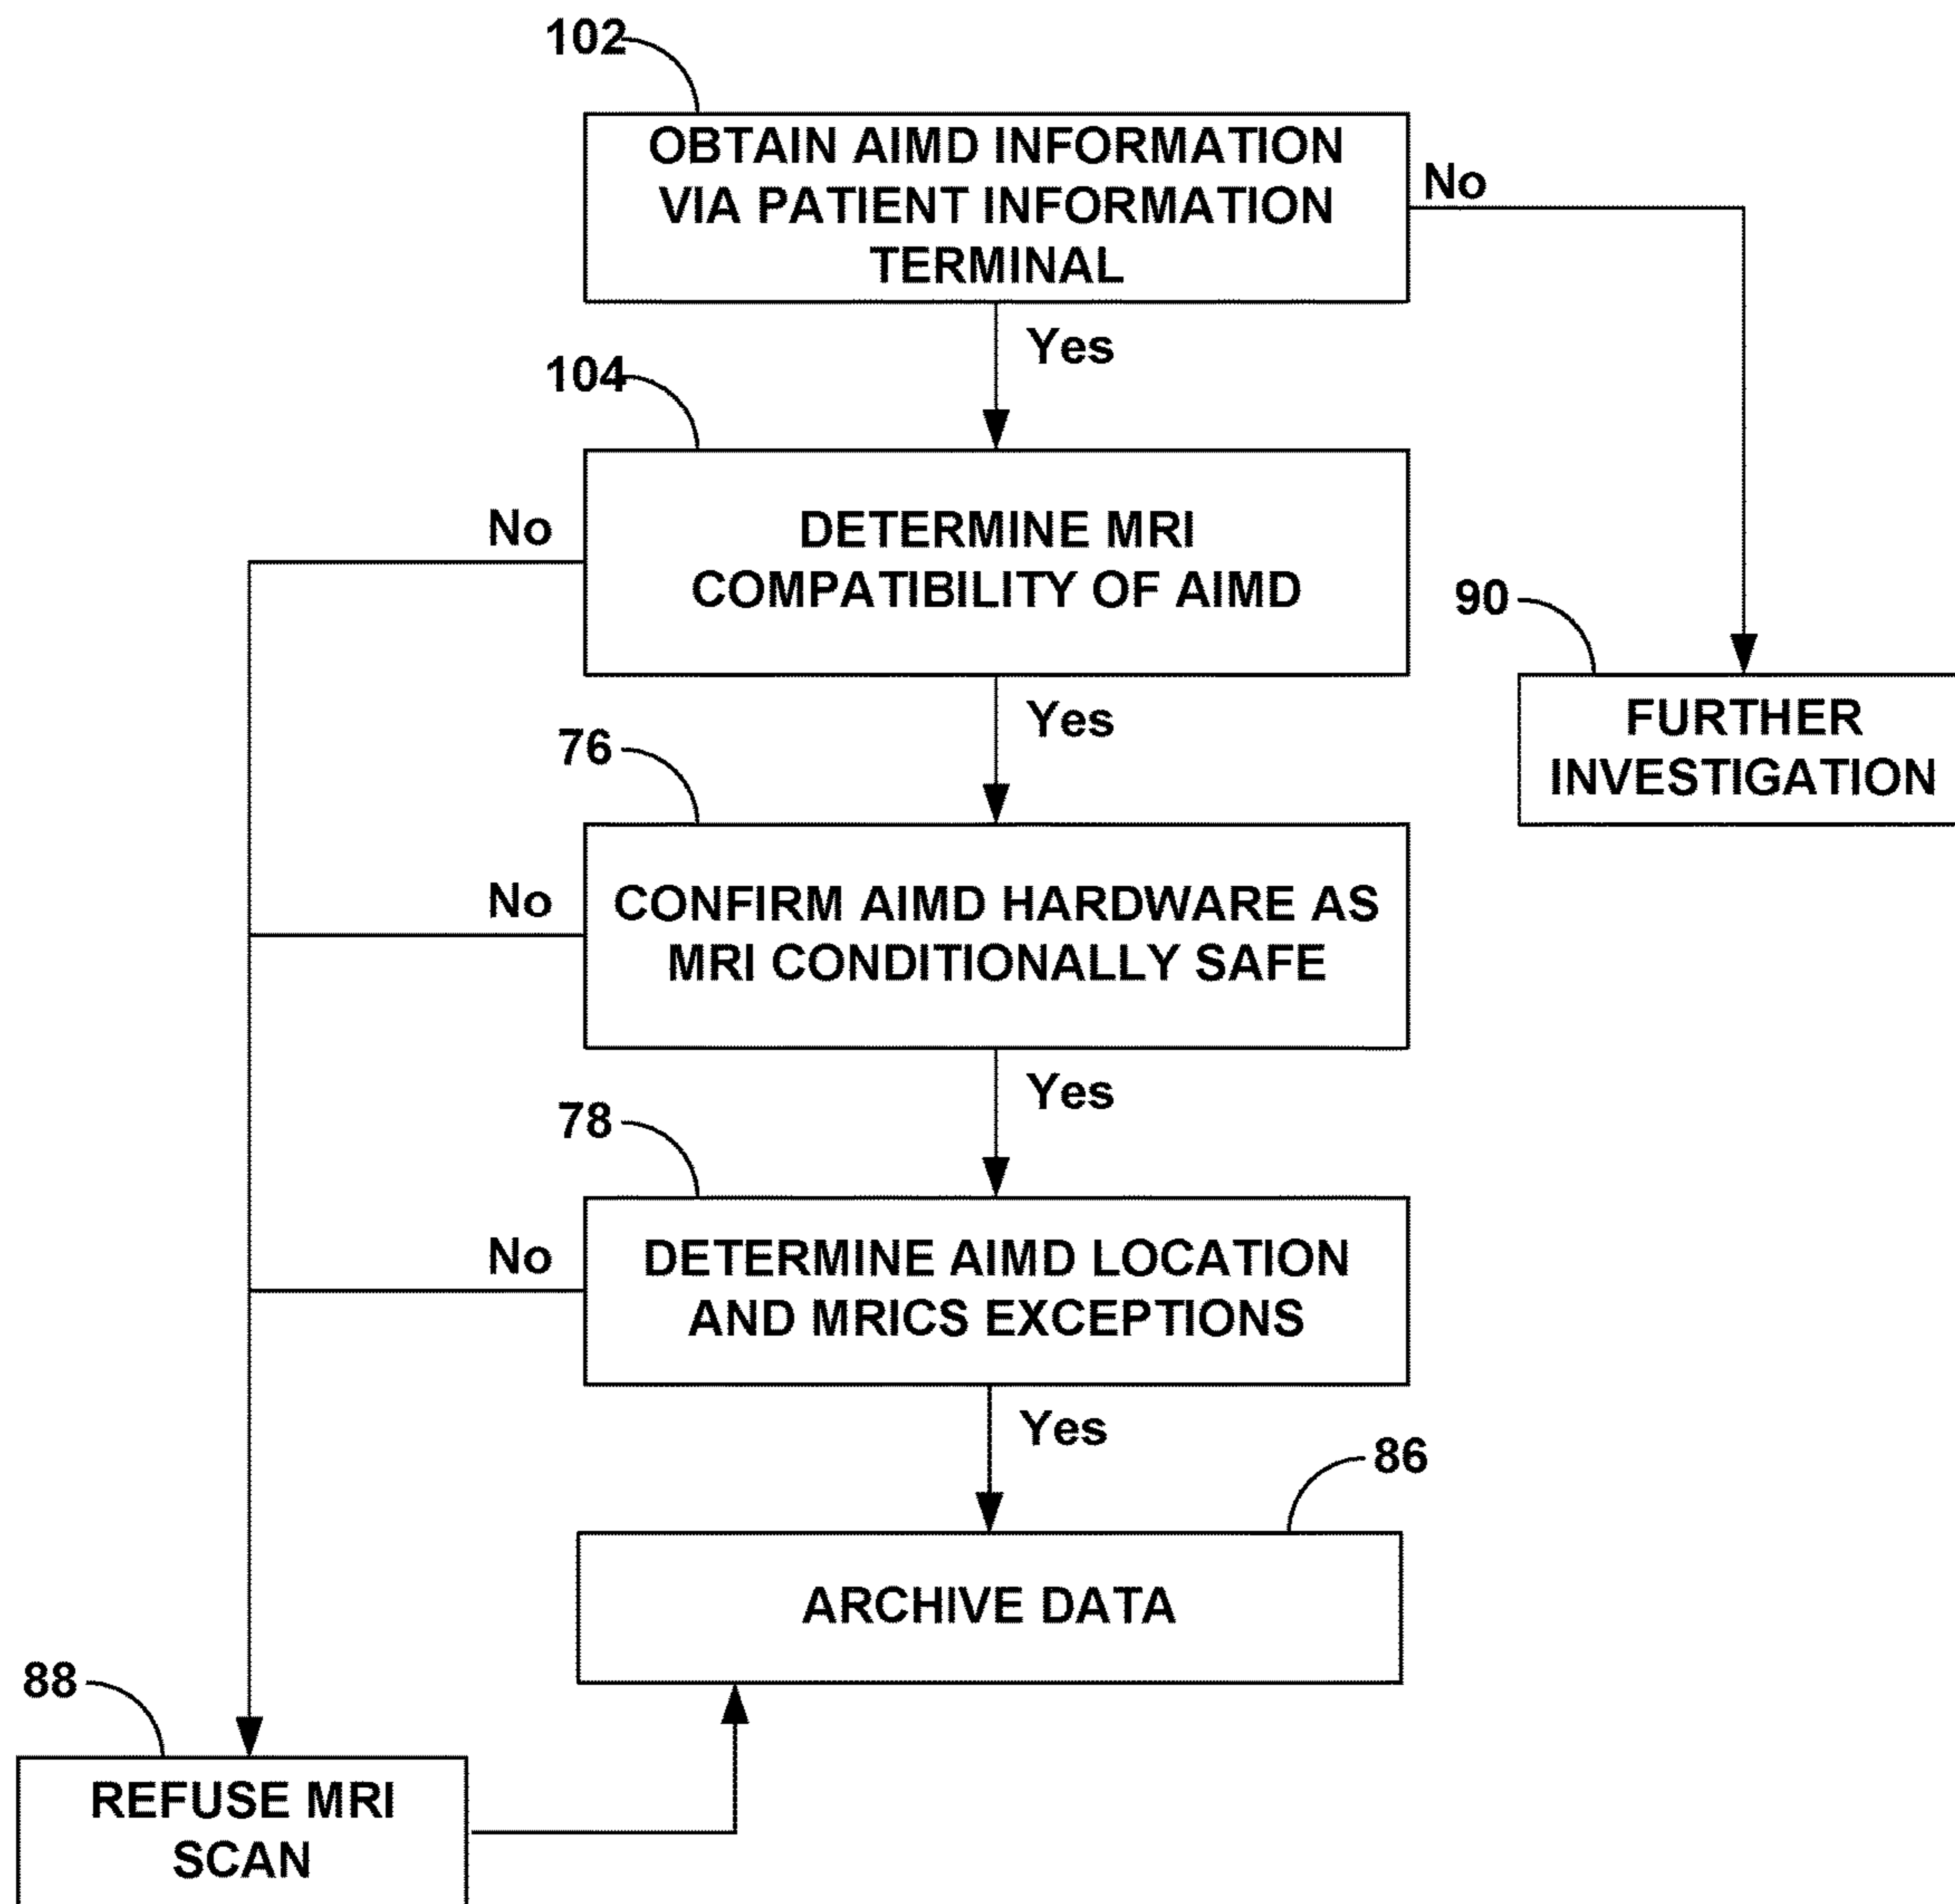 102
OBTAIN AIMD INFORMATION
VIA PATIENT INFORMATION
TERMINAL
No
Yes
104
DETERMINE MRI
COMPATIBILITY OF AIMD
No
90
FURTHER
INVESTIGATION
Yes
76
CONFIRM AIMD HARDWARE AS
MRI CONDITIONALLY SAFE
No
Yes
78
DETERMINE AIMD LOCATION
AND MRICS EXCEPTIONS
No
Yes
86
ARCHIVE DATA
88
REFUSE MRI
SCAN